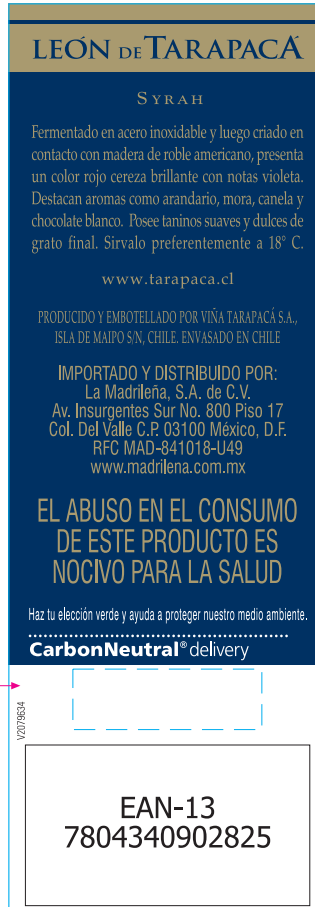 LEÓN DE TARAPACÁ
SYRAH
Fermentado en acero inoxidable y luego criado en
contacto con madera de roble americano, presenta
un color rojo cereza brillante con notas violeta.
Destacan aromas como arandario, mora, canela y
chocolate blanco. Posee taninos suaves y dulces de
grato final. Sirvalo preferentemente a 18° C.
www.tarapaca.cl
PRODUCIDO Y EMBOTELLADO POR VIÑA TARAPACÁ S.A.,
ISLA DE MAIPO S/N, CHILE. ENVASADO EN CHILE
IMPORTADO Y DISTRIBUIDO POR:
La Madrileña, S.A. de C.V.
Av. Insurgentes Sur No. 800 Piso 17
Col. Del Valle C.P. 03100 México, D.F.
RFC MAD-841018-U49
www.madrilena.com.mx
EL ABUSO EN EL CONSUMO
DE ESTE PRODUCTO ES
NOCIVO PARA LA SALUD
Haz tu elección verde y ayuda a proteger nuestro medio ambiente.
CarbonNeutral® delivery
V2079634
EAN-13
7804340902825